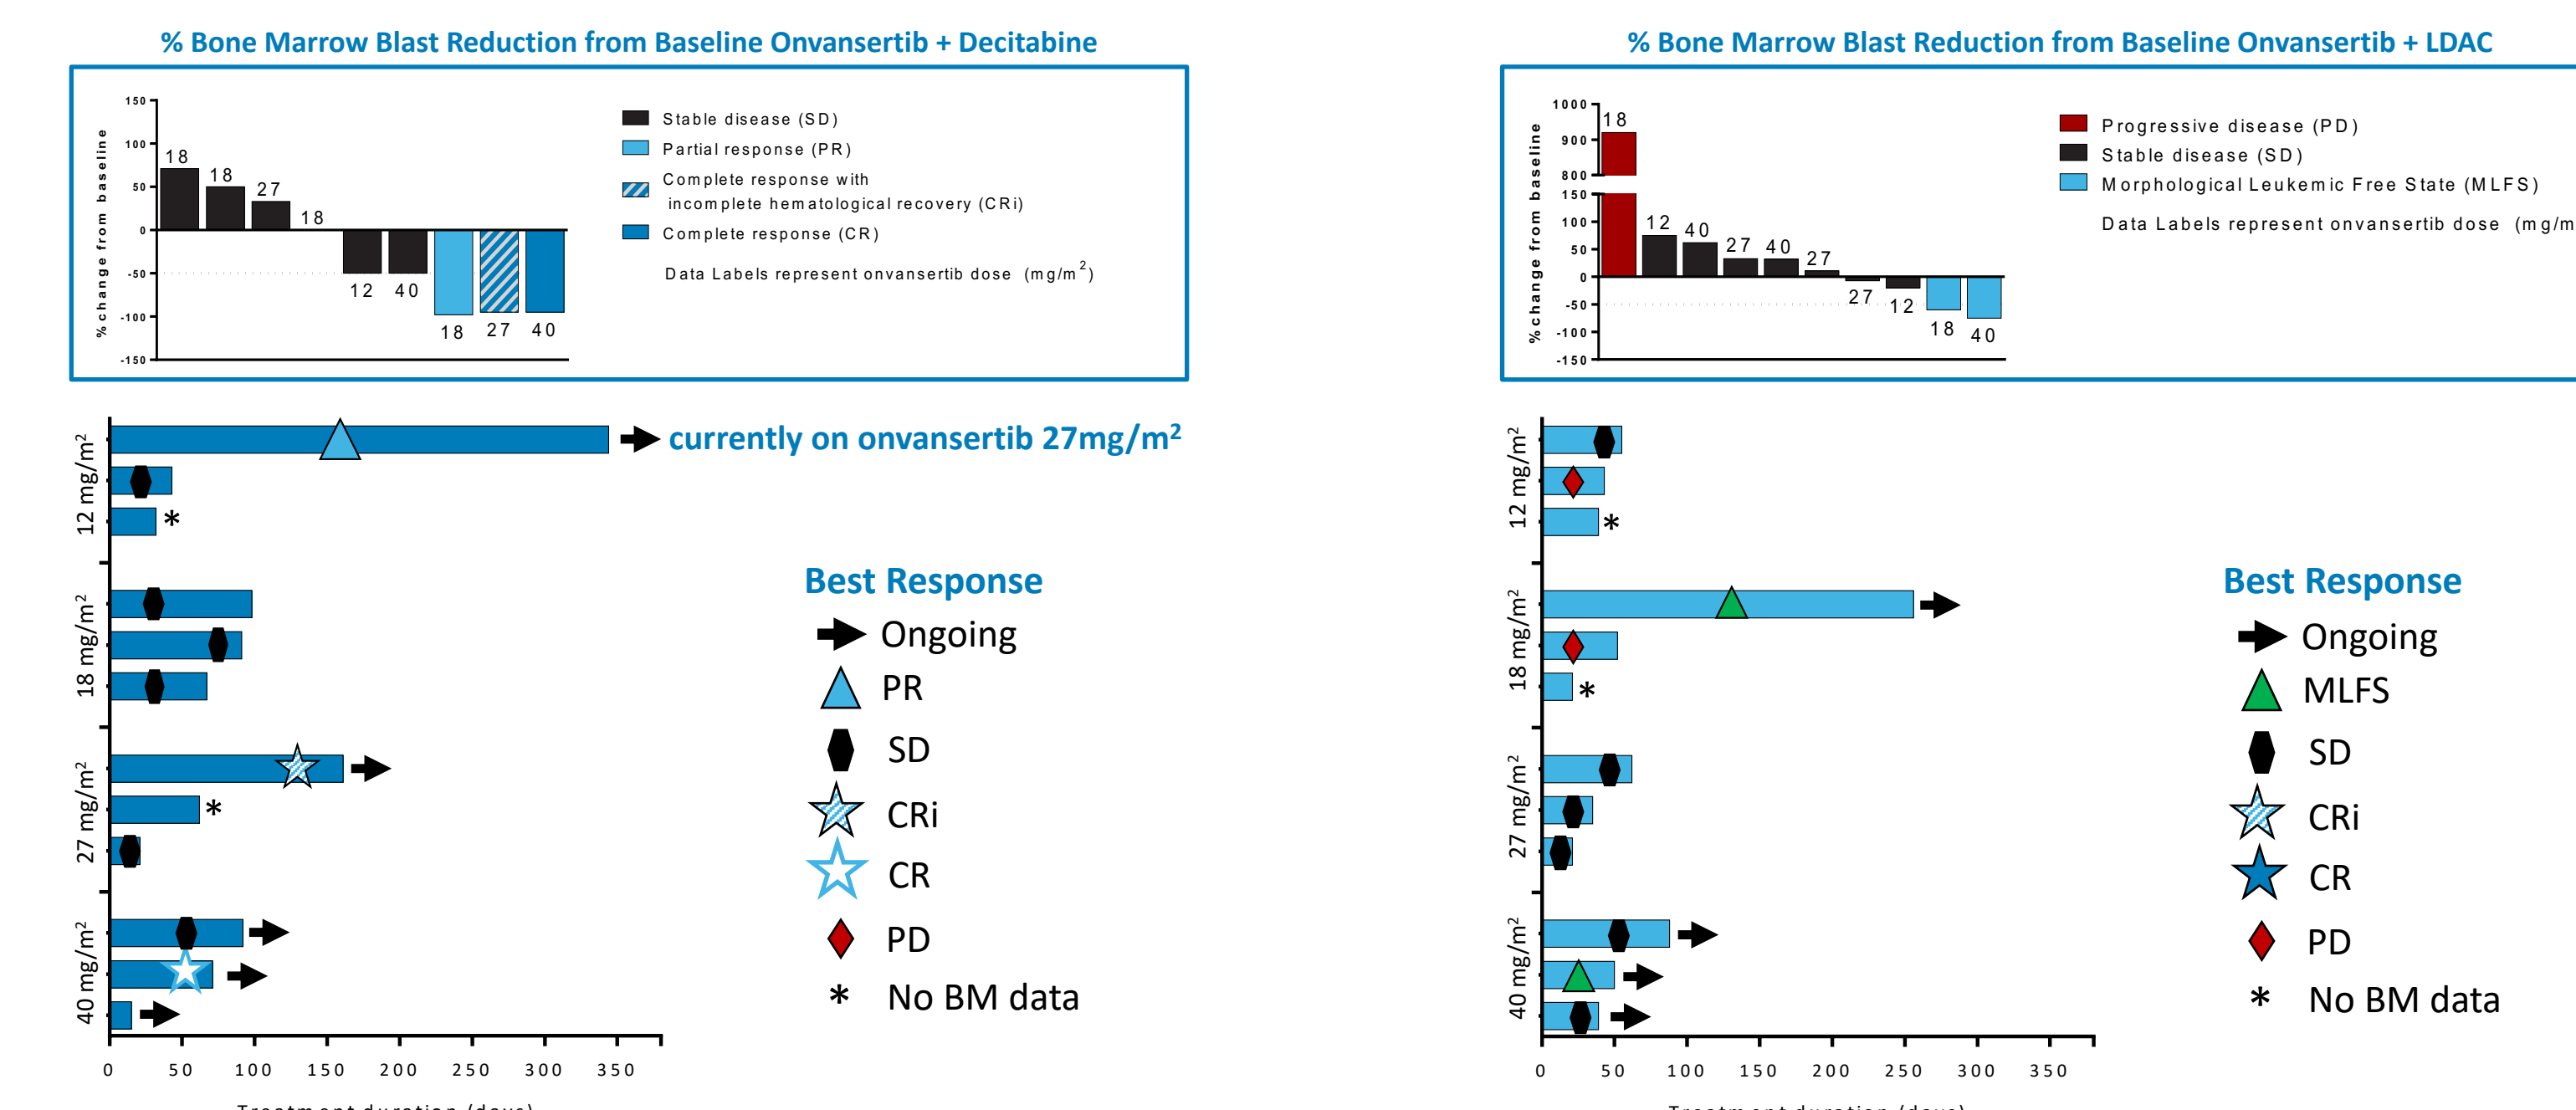 % Bone Marrow Blast Reduction from Baseline Onvansertib + Decitabine
% change from baseline
150
100
50
0
-50
-100
-150
18
18
27
18
12
40
18
27
40
Stable disease (SD)
Partial response (PR)
Complete response with
incomplete hematological recovery (CRi)
Complete response (CR)
Data Labels represent onvansertib dose (mg/m²)
12 mg/m²
18 mg/m²
27 mg/m²
40 mg/m²
currently on onvansertib 27mg/m²
*
*
Best Response
Ongoing
PR
SD
CRi
CR
PD
* No BM data
0 50 100 150 200 250 300 350
Treatment duration (days)
% Bone Marrow Blast Reduction from Baseline Onvansertib + LDAC
% change from baseline
1000
900
800
150
100
50
0
-50
-100
-150
18
12
40
27
40
27
27
12
18
40
Progressive disease (PD)
Stable disease (SD)
Morphological Leukemic Free State (MLFS)
Data Labels represent onvansertib dose (mg/m
12 mg/m²
18 mg/m²
27 mg/m²
40 mg/m²
*
*
Best Response
Ongoing
MLFS
SD
CRi
CR
PD
* No BM data
0 50 100 150 200 250 300 350
Treatment duration (days)